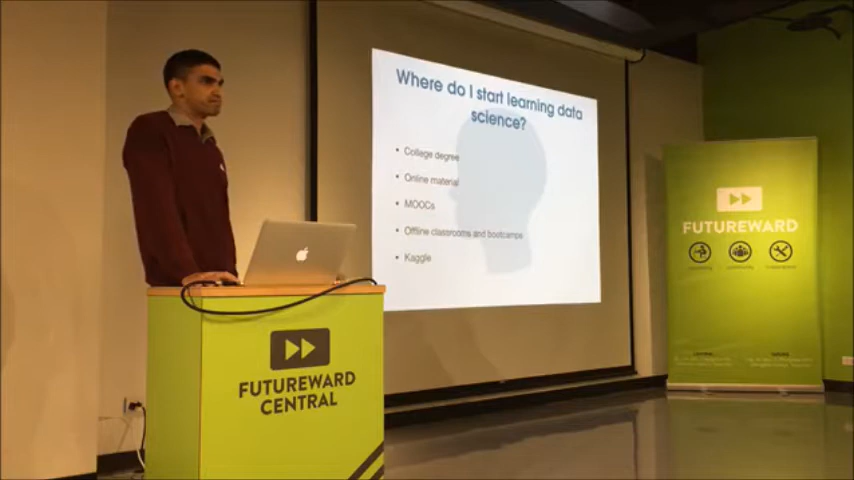 Where do I start learning data
science?
• College degree
• Online material
• MOOCs
• Offline classrooms and bootcamps
• Kaggle
FUTUREWARD
community
FUTUREWARD
CENTRAL